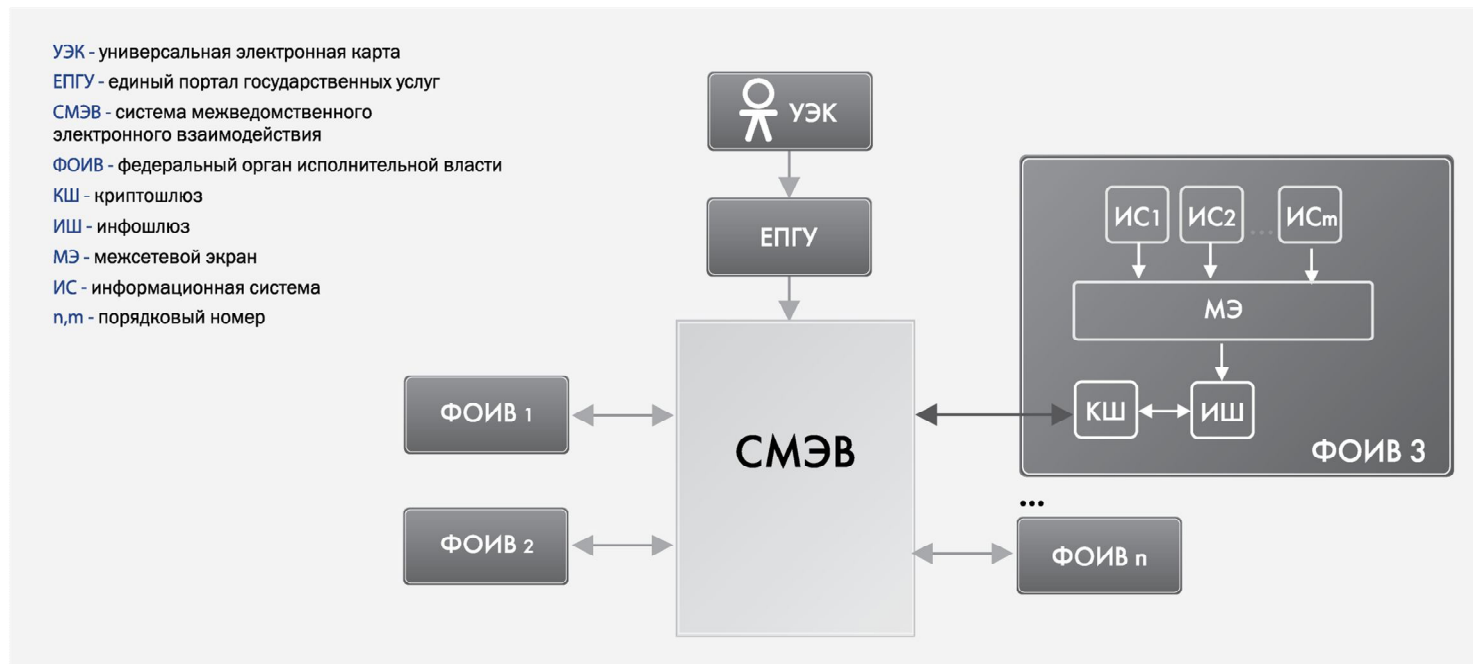 УЭК - универсальная электронная карта
ЕПГУ - единый портал государственных услуг
СМЭВ - система межведомственного
электронного взаимодействия
ФОИВ - федеральный орган исполнительной власти
КШ - криптошлюз
ИШ - инфошлюз
МЭ - межсетевой экран
ИС - информационная система
n,m - порядковый номер
УЭК
ЕПГУ
СМЭВ
ФОИВ 1
ФОИВ 2
ИС1 ИС2 ... ИСm
МЭ
КШ ИШ
ФОИВ 3
...
ФОИВ n